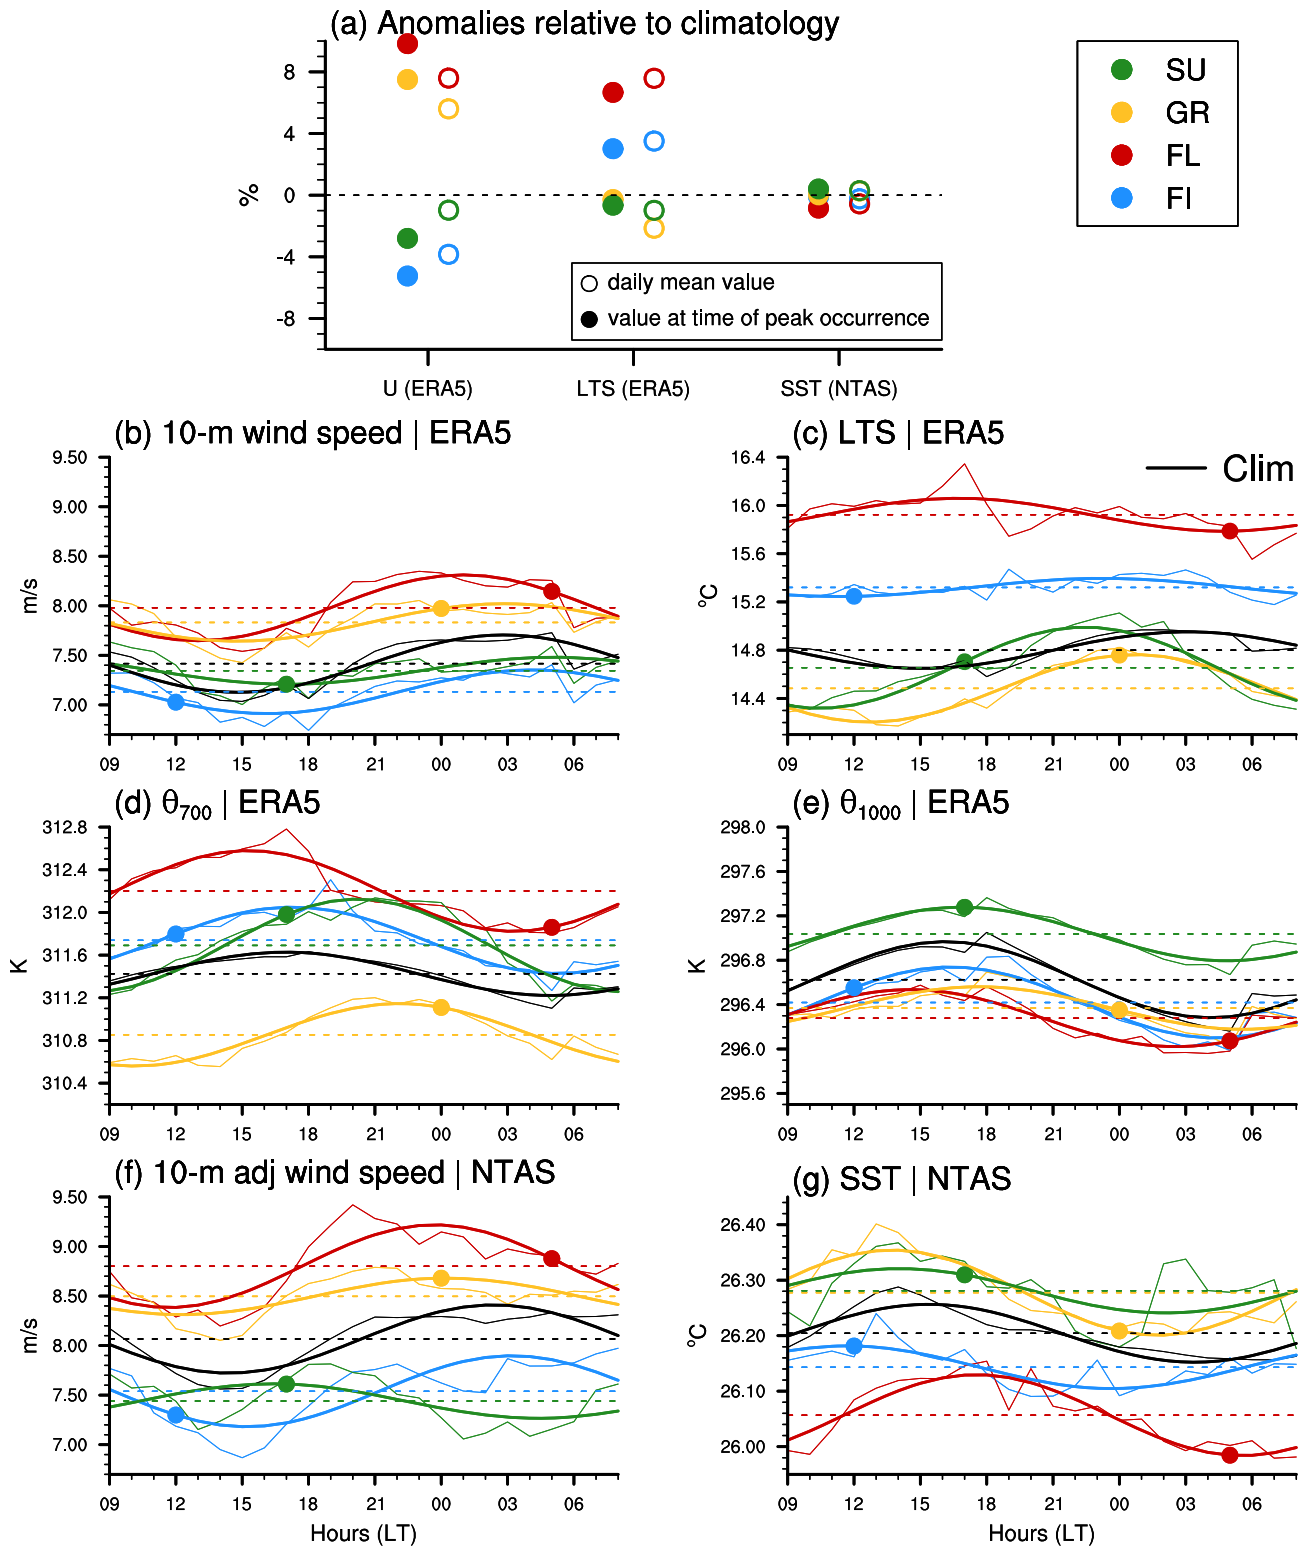 (a) Anomalies relative to climatology
8
4
0
-4
-8
%
U (ERA5)
LTS (ERA5)
SST (NTAS)
daily mean value
value at time of peak occurrence
SU
GR
FL
FI
(b) 10-m wind speed | ERA5
9.50
9.00
8.50
8.00
7.50
7.00
m/s
09 12 15 18 21 00 03 06
(c) LTS | ERA5
Clim
16.4
16.0
15.6
15.2
14.8
14.4
°C
09 12 15 18 21 00 03 06
(d) θ700 | ERA5
312.8
312.4
312.0
311.6
311.2
310.8
310.4
K
09 12 15 18 21 00 03 06
(e) θ1000 | ERA5
298.0
297.6
297.2
296.8
296.4
296.0
295.6
K
09 12 15 18 21 00 03 06
(f) 10-m adj wind speed | NTAS
9.50
9.00
8.50
8.00
7.50
7.00
m/s
09 12 15 18 21 00 03 06
Hours (LT)
(g) SST | NTAS
26.40
26.30
26.20
26.10
26.00
°C
09 12 15 18 21 00 03 06
Hours (LT)